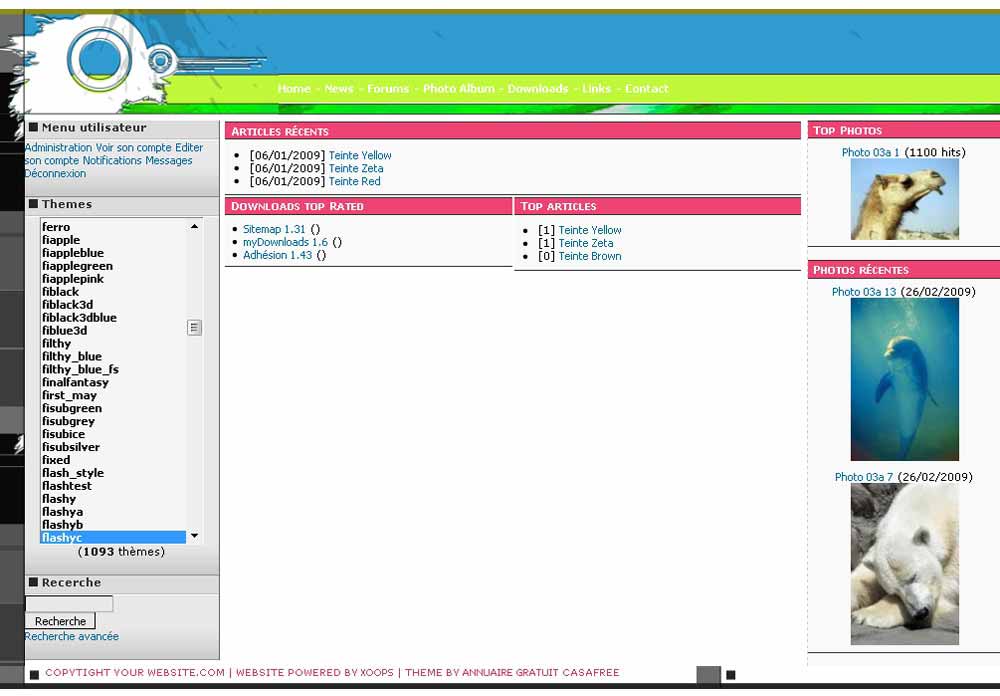 Home - News - Forums - Photo Album - Downloads - Links - Contact
Menu utilisateur
Administration Voir son compte Editer
son compte Notifications Messages
Déconnexion
Themes
ferro
fiapple
fiappleblue
fiapplegreen
fiapplepink
fiblack
fiblack3d
fiblack3dblue
fiblue3d
filthy
filthy_blue
filthy_blue_fs
finalfantasy
first_may
fisubgreen
fisubgrey
fisubice
fisubsilver
fixed
flash_style
flashtest
flashy
flashya
flashyb
flashyc
(1093 thèmes)
Recerche
Recherche
Recherche avancée
Articles récents
[06/01/2009] Teinte Yellow
[06/01/2009] Teinte Zeta
[06/01/2009] Teinte Red
Downloads top Rated
Sitemap 1.31 ()
myDownloads 1.6 ()
Adhésion 1.43 ()
Top articles
[1] Teinte Yellow
[1] Teinte Zeta
[0] Teinte Brown
Top Photos
Photo 03a 1 (1100 hits)
Photos récentes
Photo 03a 13 (26/02/2009)
Photo 03a 7 (26/02/2009)
COPYTIGHT YOUR WEBSITE.COM | WEBSITE POWERED BY XOOPS | THEME BY ANNUAIRE GRATUIT CASAFREE